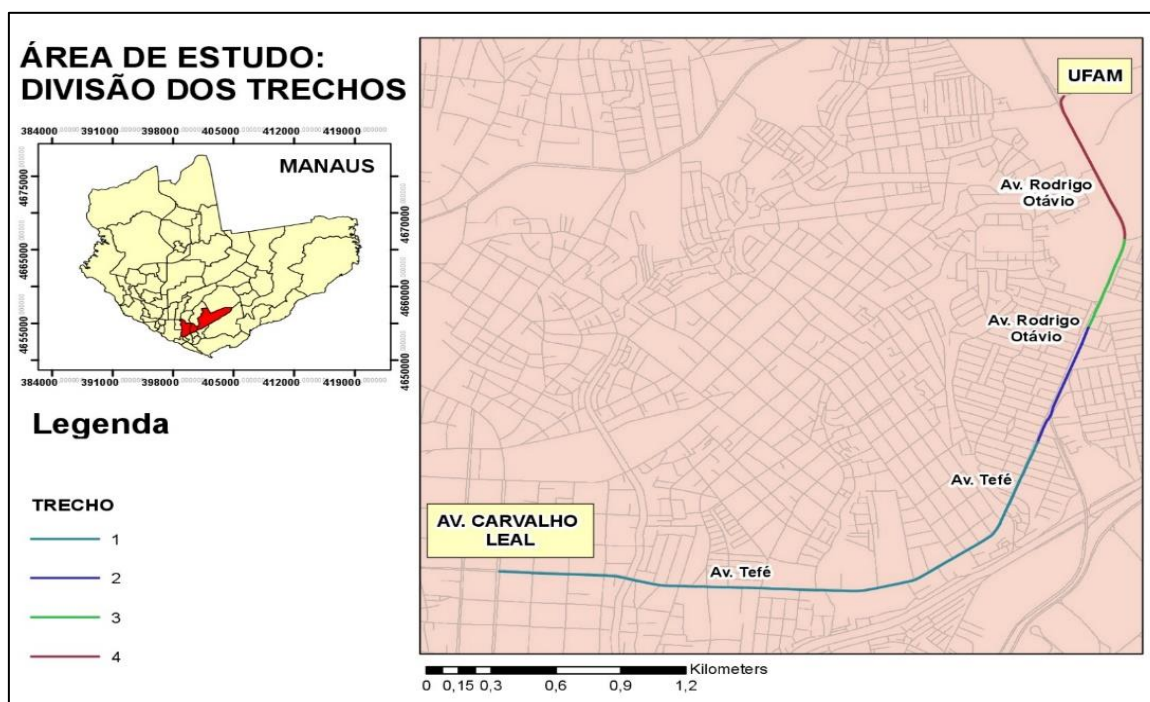 ÁREA DE ESTUDO:
DIVISÃO DOS TRECHOS
384000 391000 398000 405000 412000 419000
MANAUS
4675000
4665000
4655000
4670000
4660000
4650000
384000 391000 398000 405000 412000 419000
Legenda
TRECHO
1
2
3
4
UFAM
Av. Rodrigo
Otávio
Av. Rodrigo
Otávio
Av. Tefé
AV. CARVALHO
LEAL
Av. Tefé
Kilometers
0 0,15 0,3 0,6 0,9 1,2